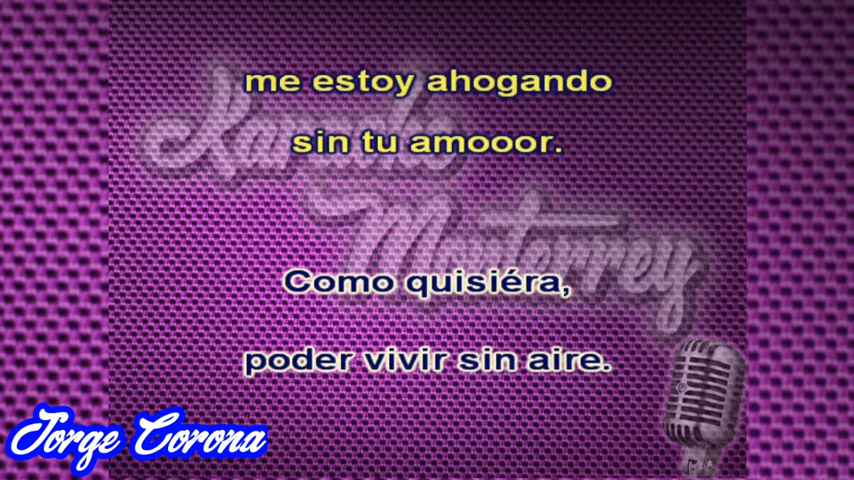 me estoy ahogando
sin tu amooor.
Karaoke
Monterrey
Como quisiéra,
poder vivir sin aire.
Jorge Corona